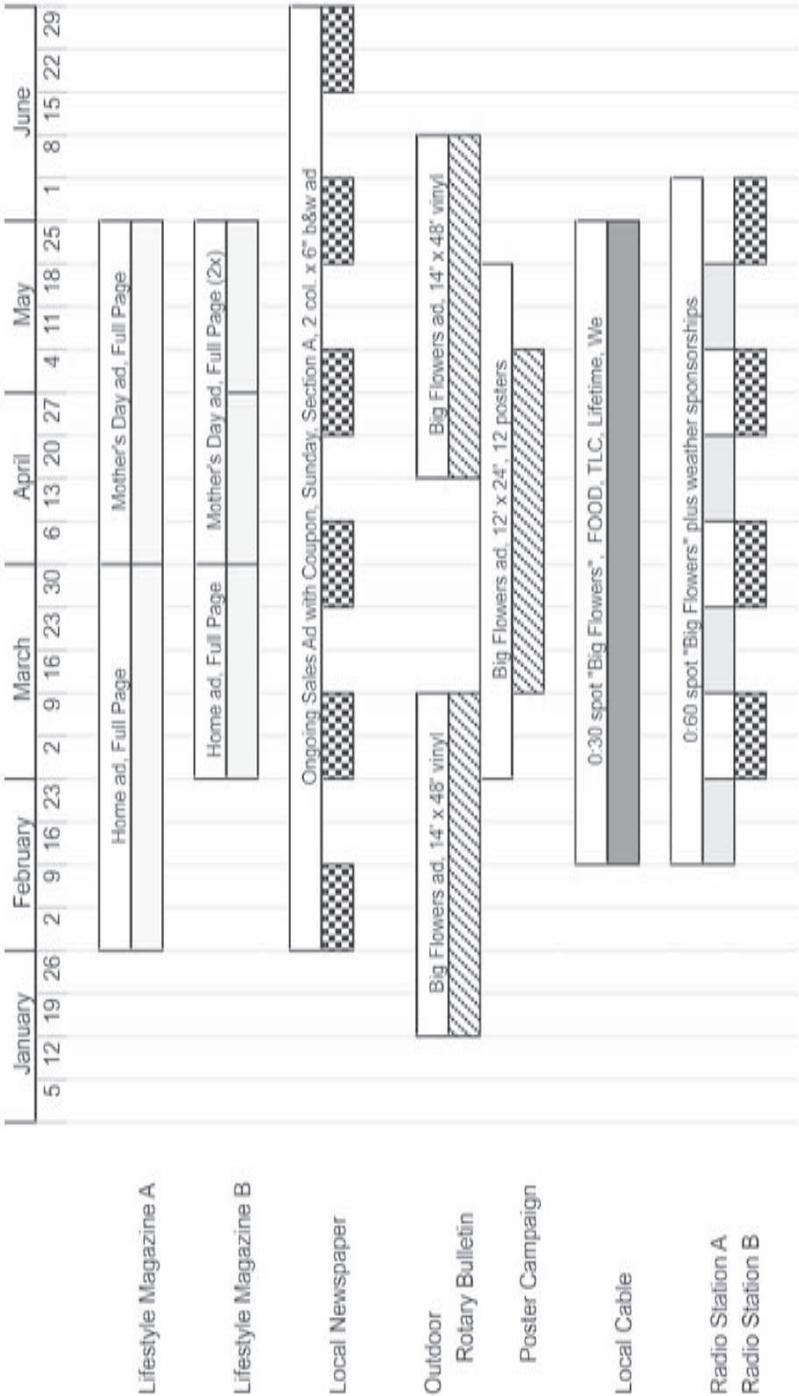 January February March April May June
5 12 19 26 2 9 16 23 2 9 16 23 30 6 13 20 27 4 11 18 25 1 8 15 22 29
Lifestyle Magazine A
Home ad, Full Page
Mother's Day ad, Full Page
Lifestyle Magazine B
Home ad, Full Page
Mother's Day ad, Full Page (2x)
Local Newspaper
Ongoing Sales Ad with Coupon, Sunday, Section A, 2 col. x 6" b&w ad
Outdoor
Rotary Bulletin
Big Flowers ad, 14' x 48' vinyl
Big Flowers ad, 14' x 48' vinyl
Poster Campaign
Big Flowers ad, 12' x 24', 12 posters
Local Cable
0:30 spot "Big Flowers", FOOD, TLC, Lifetime, We
Radio Station A
0:60 spot "Big Flowers" plus weather sponsorships
Radio Station B